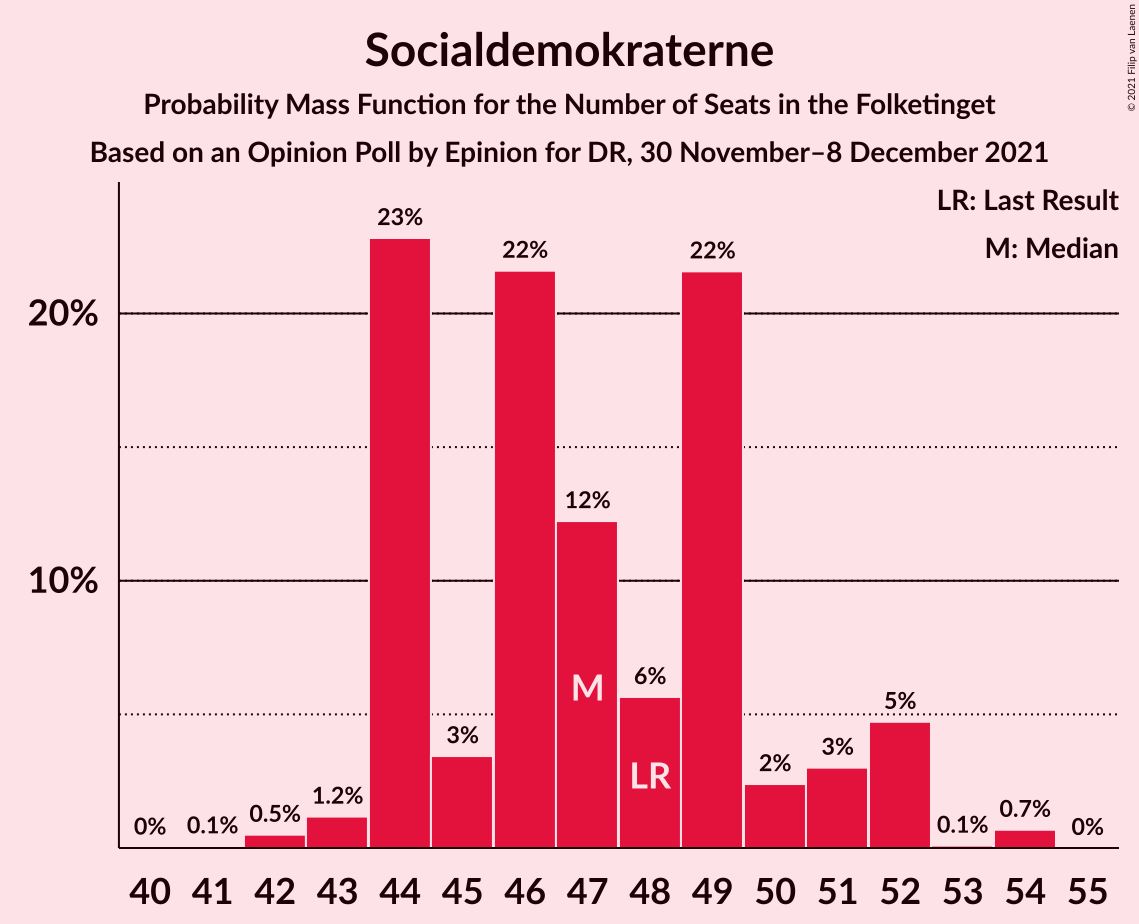 Socialdemokraterne
Probability Mass Function for the Number of Seats in the Folketinget
Based on an Opinion Poll by Epinion for DR, 30 November–8 December 2021
© 2021 Filip van Laenen
LR: Last Result
M: Median
20%
10%
0%
0.1%
0.5%
1.2%
23%
3%
22%
12%
6%
22%
2%
3%
5%
0.1%
0.7%
0%
M
LR
40 41 42 43 44 45 46 47 48 49 50 51 52 53 54 55